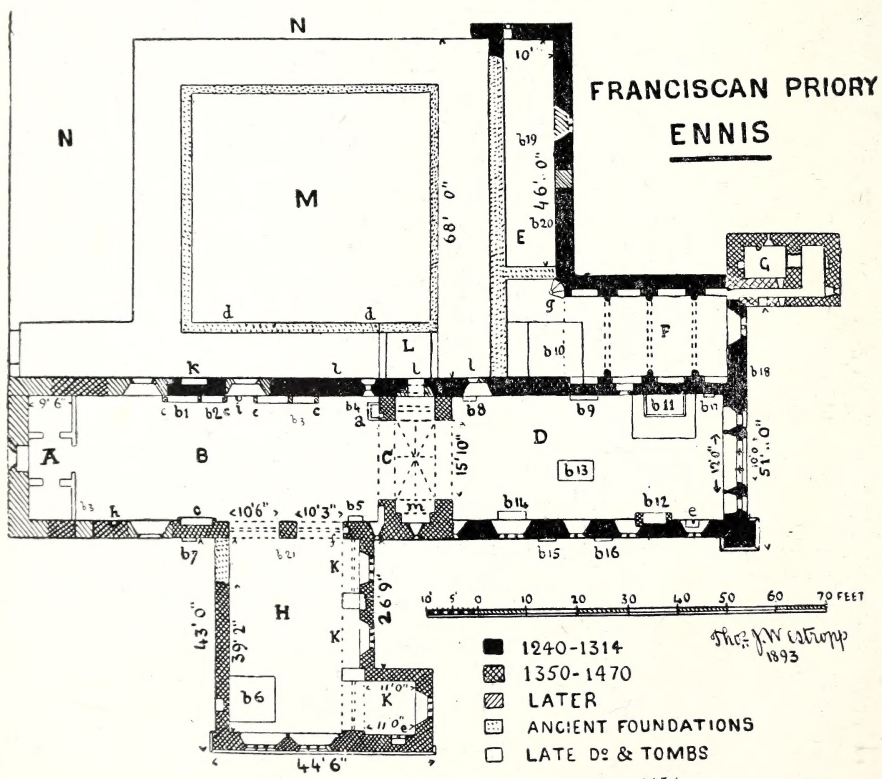 N
10'
FRANCISCAN PRIORY
ENNIS
N
b19
M
68' 0"
46'. 0"
b20
E
G
g
d d
F
L
b10
b18
k l l l
9' 6"
c b1 b2 c i c b3 c
b4
a
b8
b9
b11
b17
A
B
C
15' 10"
D
12' 0"
10' 0"
51'. 0"
b13
b3
h
c
10' 6" 10' 3"
b5
m
b14
b12
e
b7
b21
f
b15
b16
K
H
26' 9"
10' 5' 0 10 20 30 40 50 60 70 FEET
43' 0"
39'. 2"
K
Thos. J. Westropp
1893
1240-1314
1350-1470
LATER
ANCIENT FOUNDATIONS
LATE Do & TOMBS
b6
11' 0"
K
11' 0"
e
44' 6"